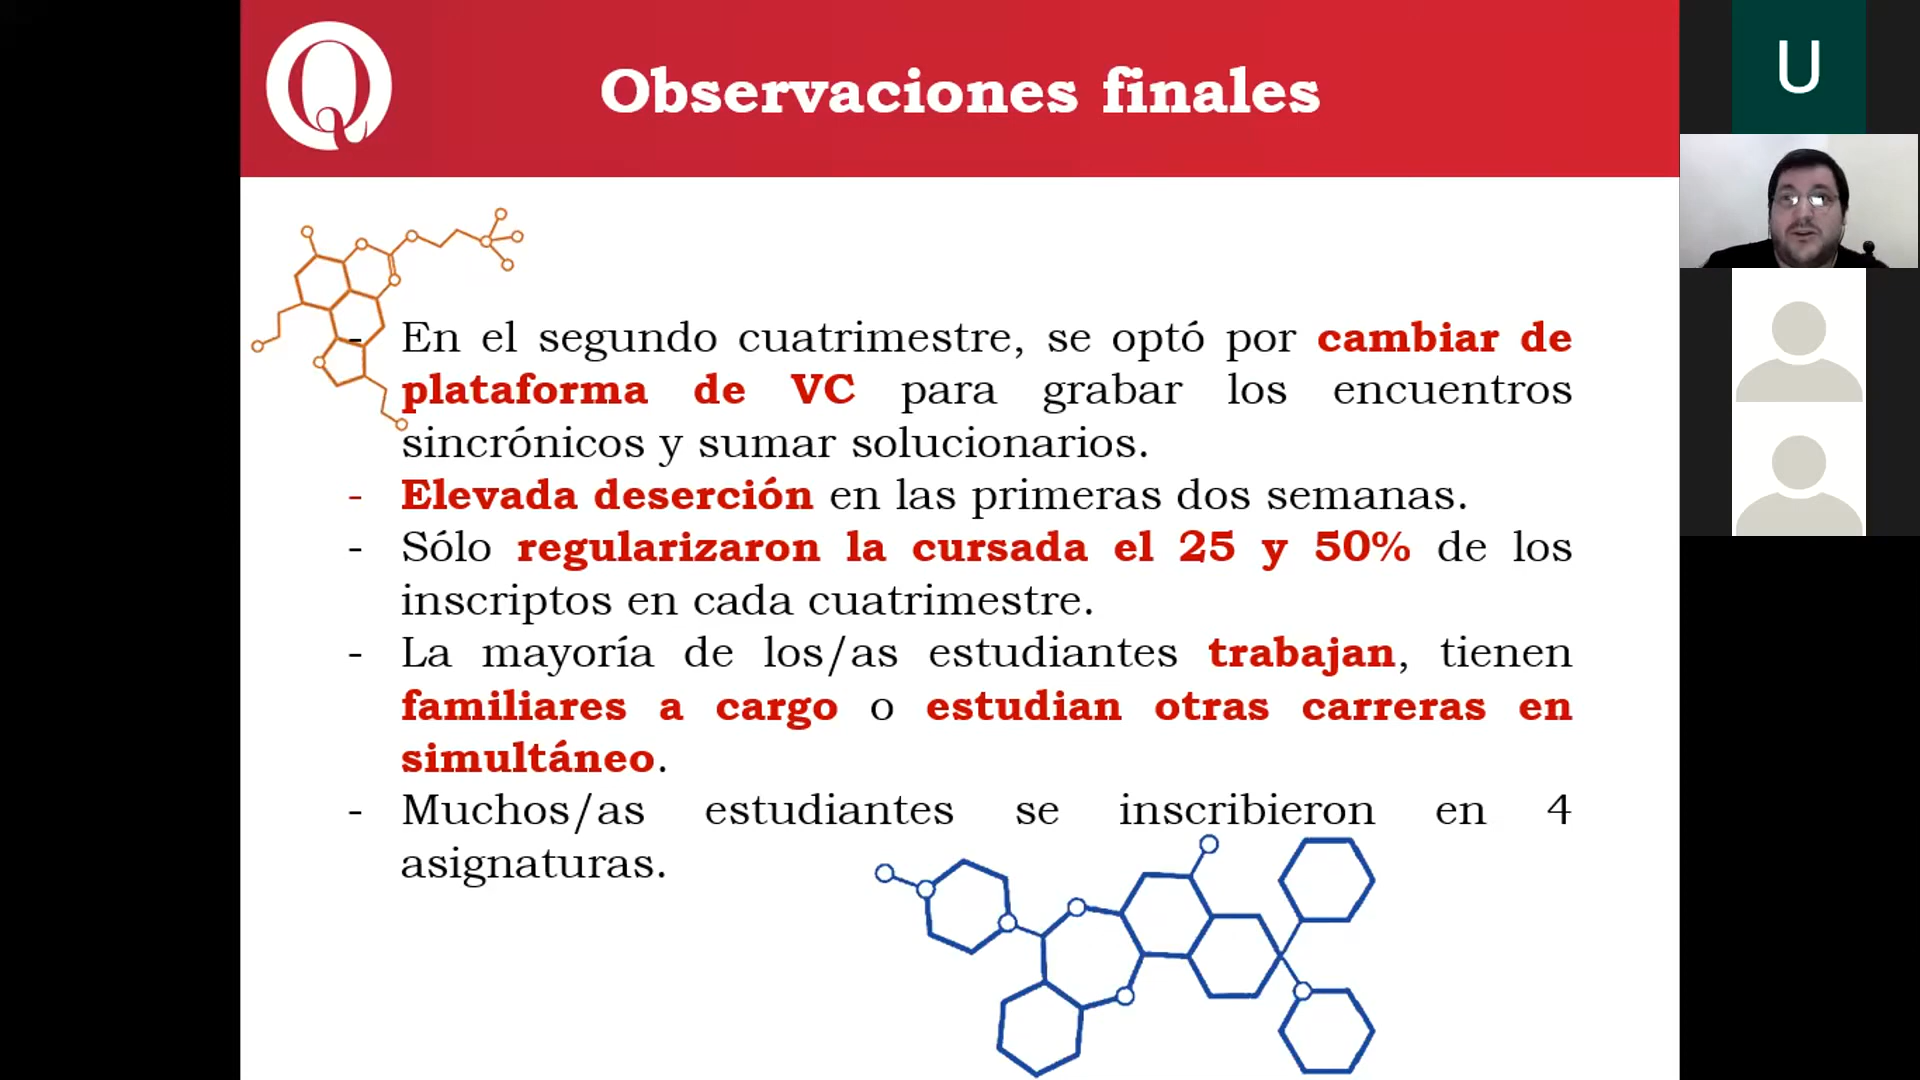 Observaciones finales
U
- En el segundo cuatrimestre, se optó por cambiar de
plataforma de VC para grabar los encuentros
sincrónicos y sumar solucionarios.
- Elevada deserción en las primeras dos semanas.
- Sólo regularizaron la cursada el 25 y 50% de los
inscriptos en cada cuatrimestre.
- La mayoría de los/as estudiantes trabajan, tienen
familiares a cargo o estudian otras carreras en
simultáneo.
- Muchos/as estudiantes se inscribieron en 4
asignaturas.